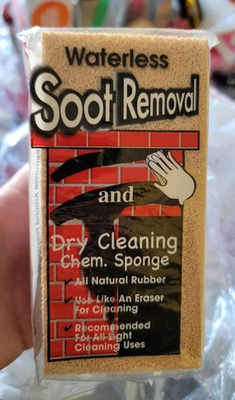 Waterless
Soot Removal
and
Dry Cleaning
Chem. Sponge
✓ All Natural Rubber
✓ Use Like An Eraser
For Cleaning
✓ Recommended
For All Light
Cleaning Uses